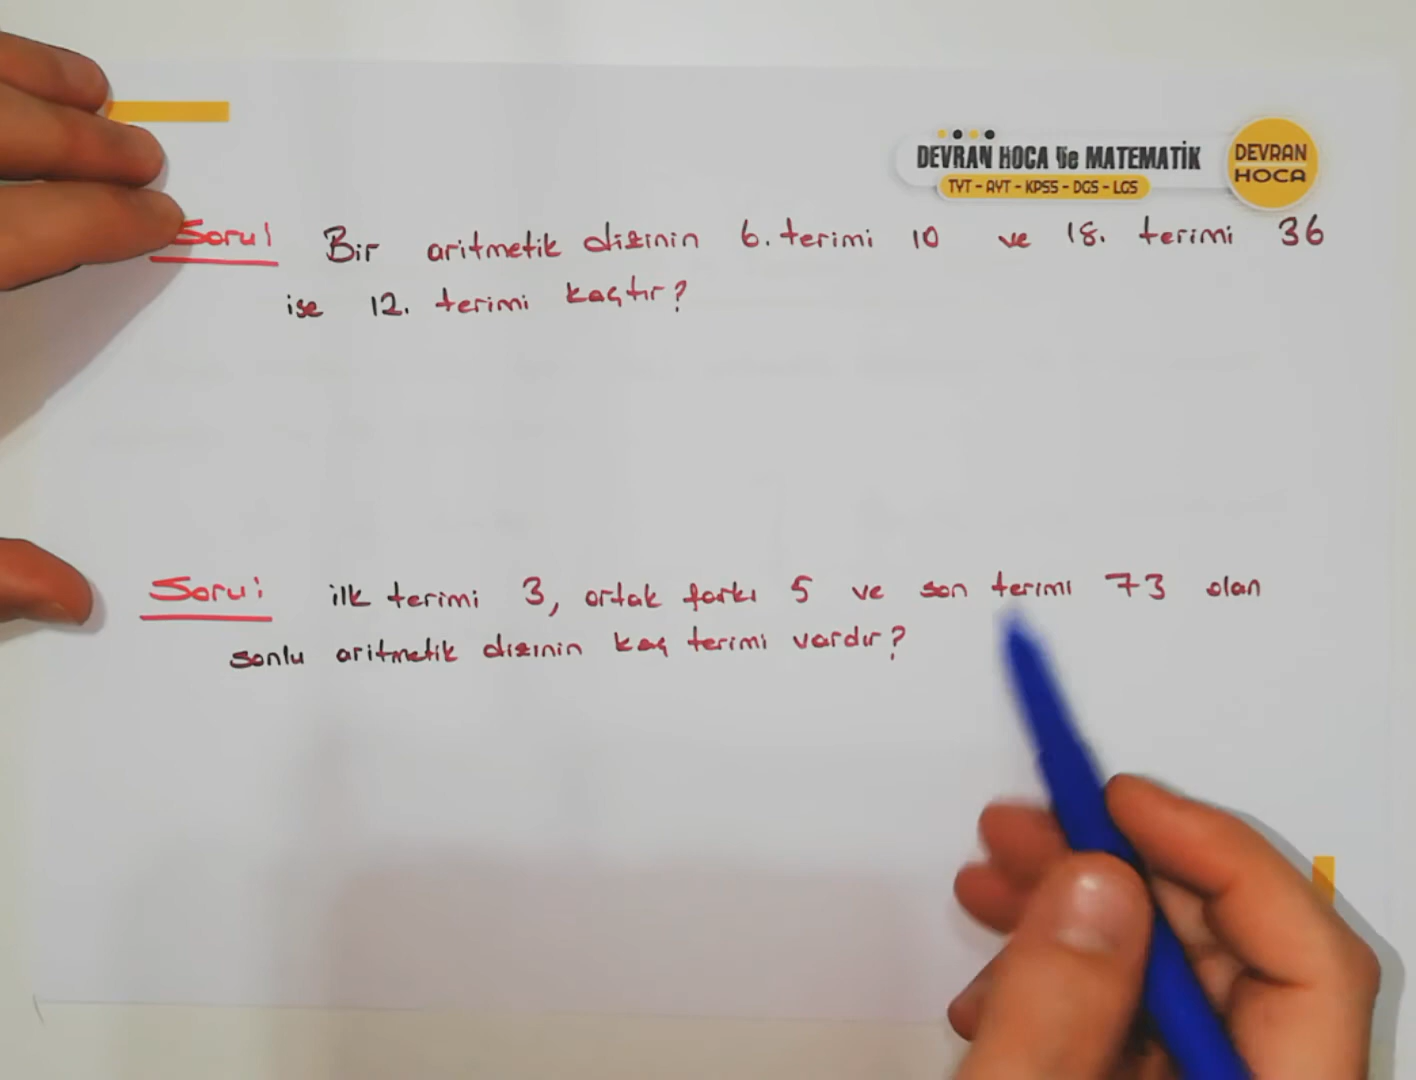 DEVRAN HOCA ile MATEMATİK
DEVRAN
HOCA
TYT - AYT - KPSS - DGS - LGS
Soru! Bir aritmetik dizinin 6. terimi 10 ve 18. terimi 36
ise 12. terimi kaçtır?
Soru: ilk terimi 3, ortak farkı 5 ve son terimi 73 olan
sonlu aritmetik dizinin kaç terimi vardır?